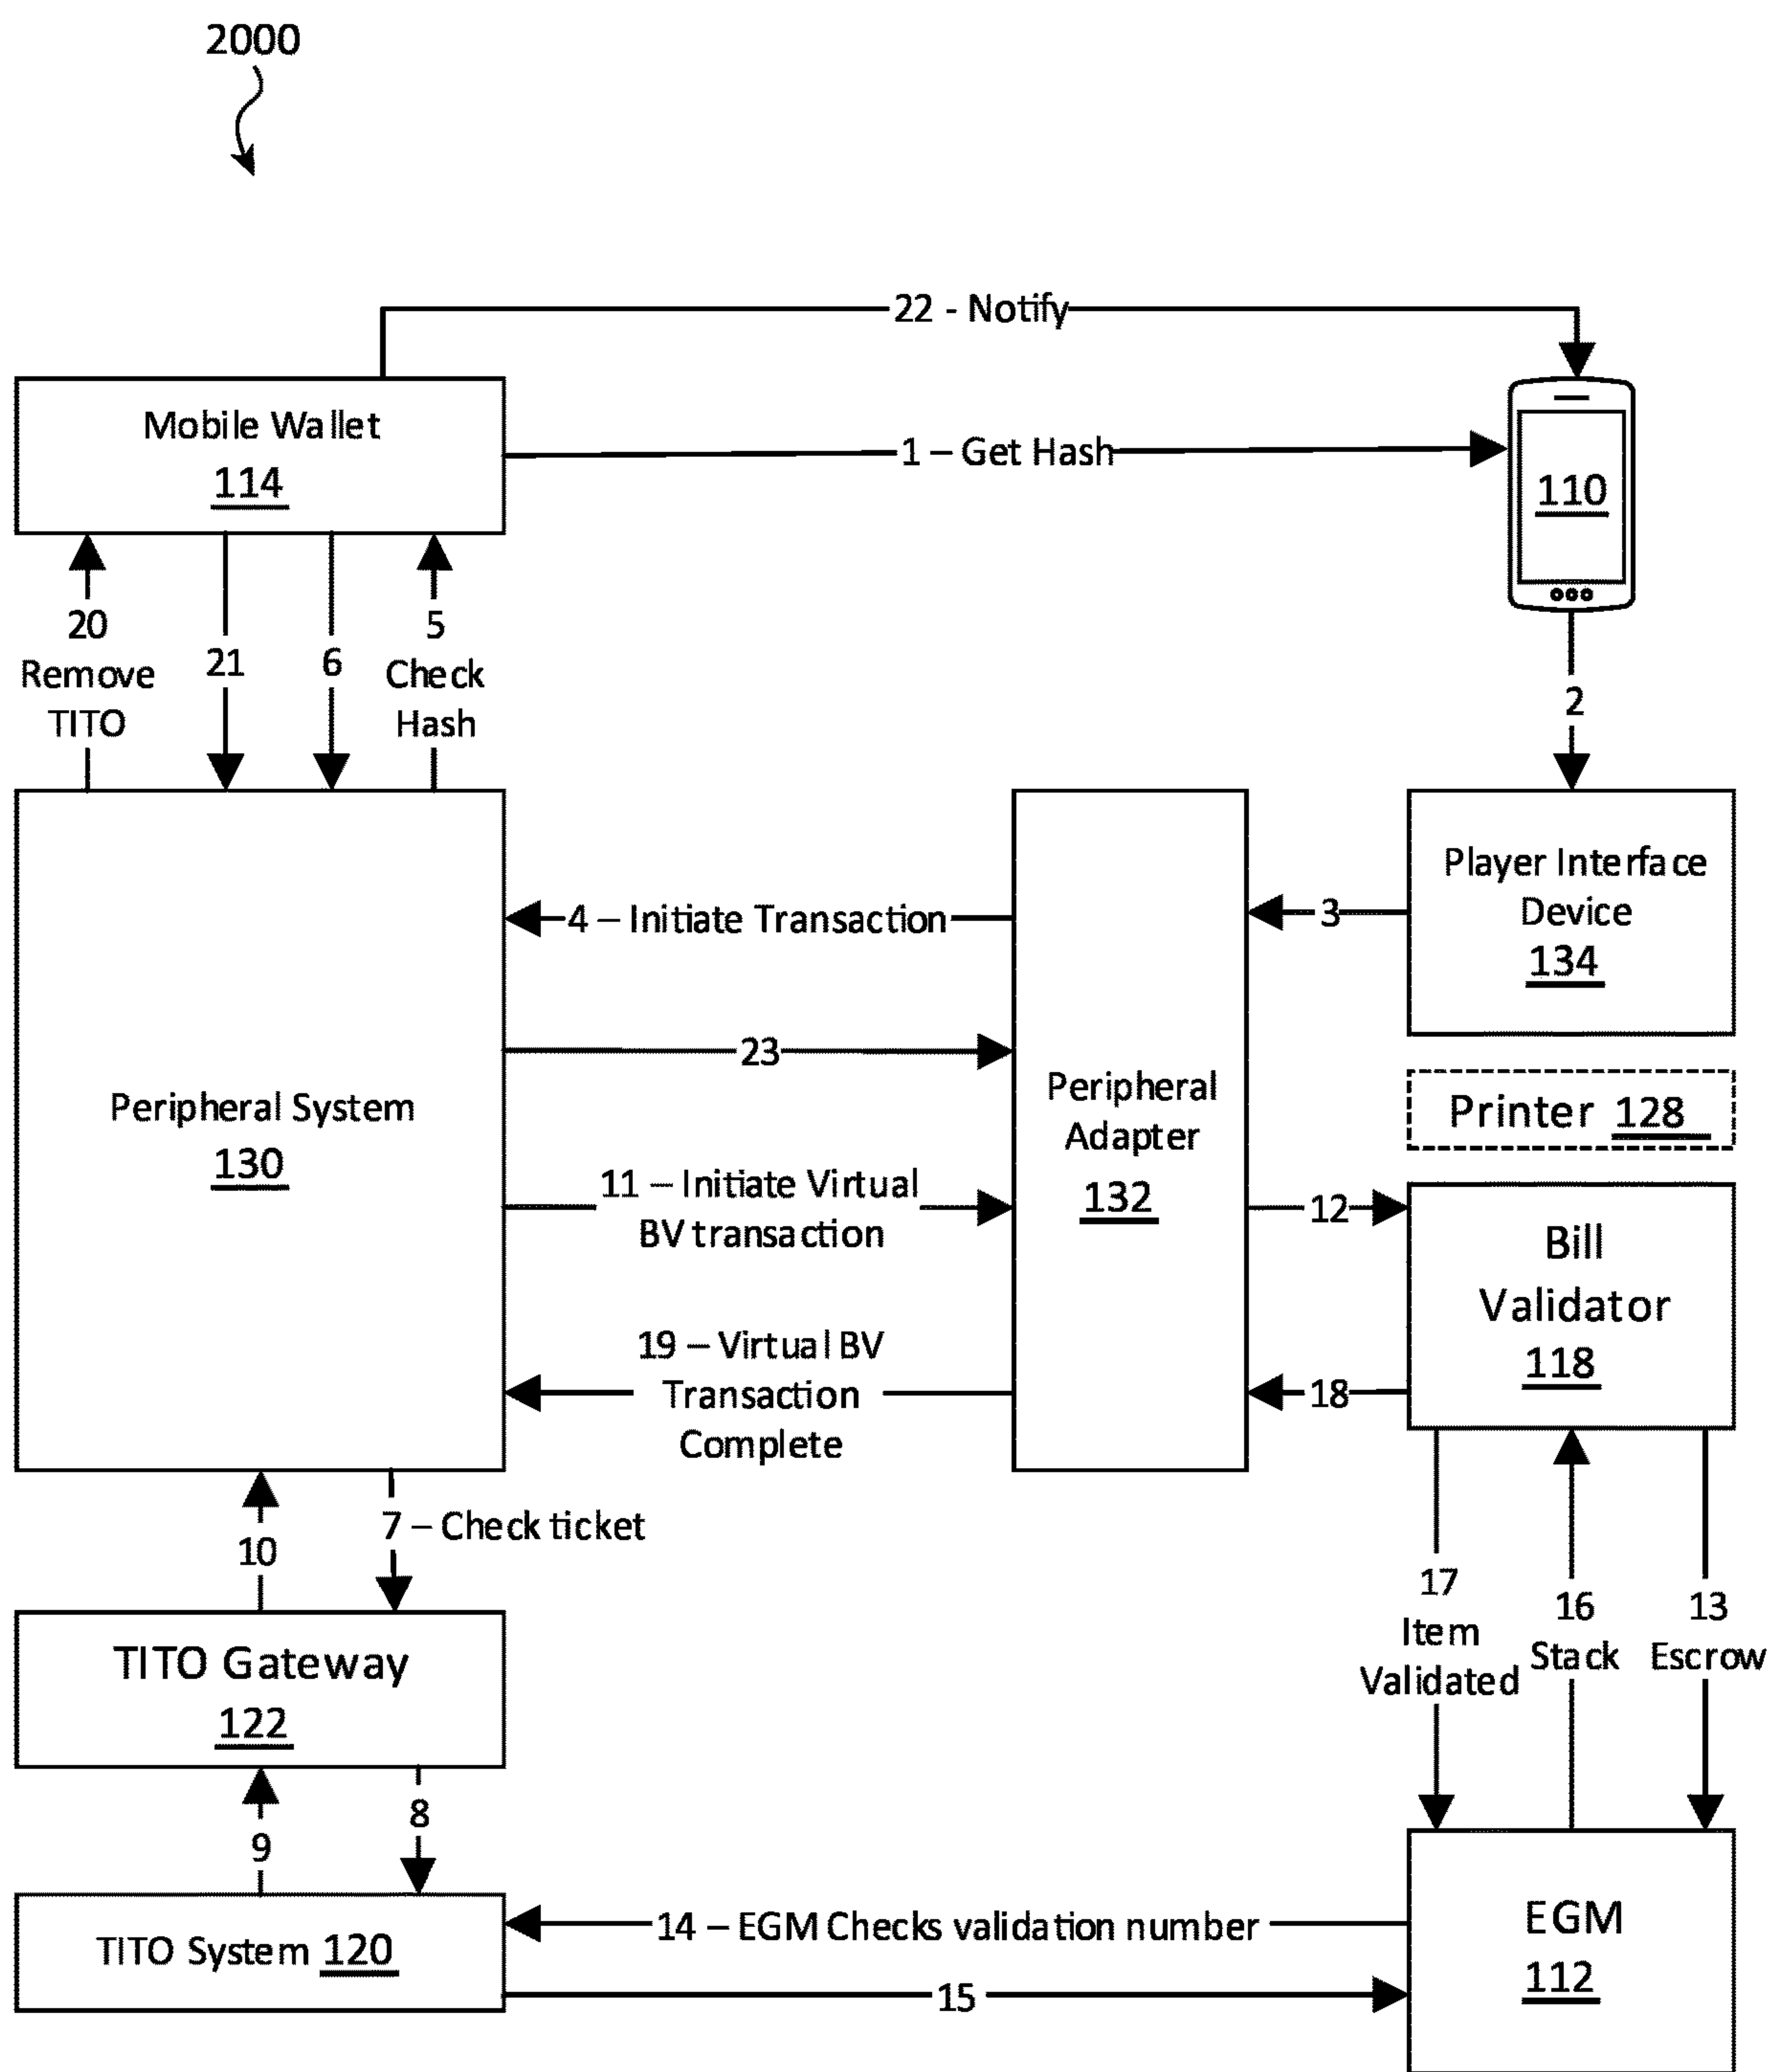 2000
22 - Notify
Mobile Wallet
114
1 – Get Hash
110
20
Remove
TITO
21
6
5
Check
Hash
2
Player Interface
Device
134
4 – Initiate Transaction
3
23
Peripheral System
130
Peripheral
Adapter
132
Printer 128
11 – Initiate Virtual
BV transaction
12
Bill
Validator
118
19 – Virtual BV
Transaction
Complete
18
10
7 – Check ticket
17
Item
Validated
16
Stack
13
Escrow
TITO Gateway
122
9
8
TITO System 120
14 – EGM Checks validation number
15
EGM
112